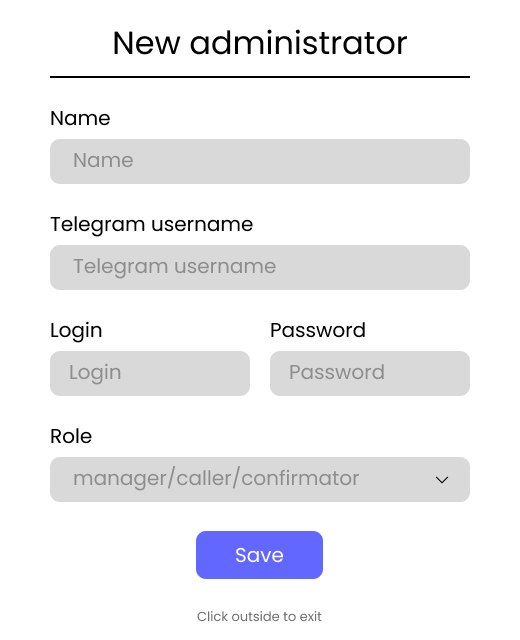 New administrator
Name
Name
Telegram username
Telegram username
Login Password
Login Password
Role
manager/caller/confirmator
Save
Click outside to exit